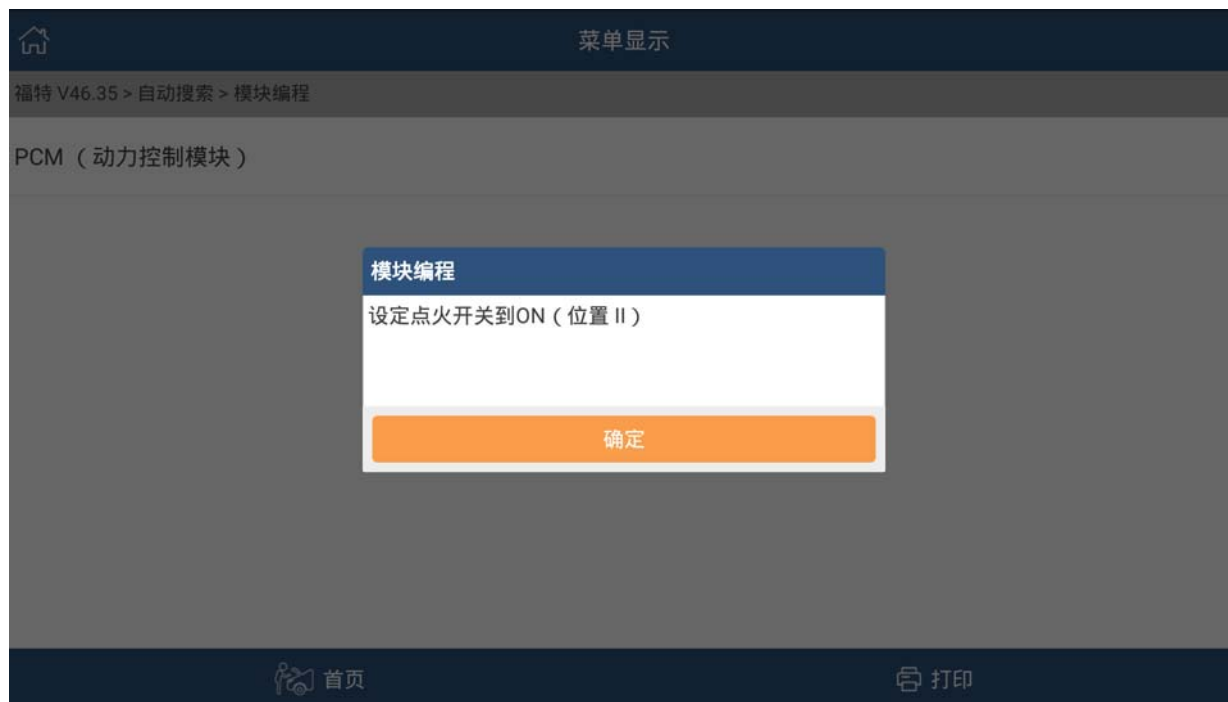 菜单显示
福特 V46.35 > 自动搜索 > 模块编程
PCM （动力控制模块）
模块编程
设定点火开关到ON（位置 II）
确定
首页
打印